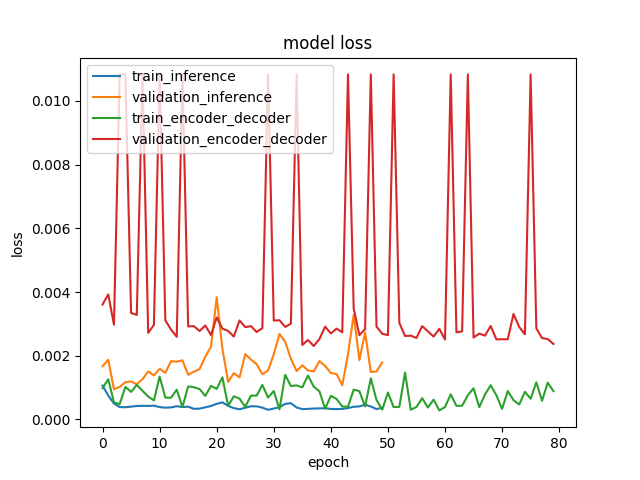 model loss
train_inference
validation_inference
train_encoder_decoder
validation_encoder_decoder
0.010
0.008
0.006
0.004
0.002
0.000
loss
0 10 20 30 40 50 60 70 80
epoch